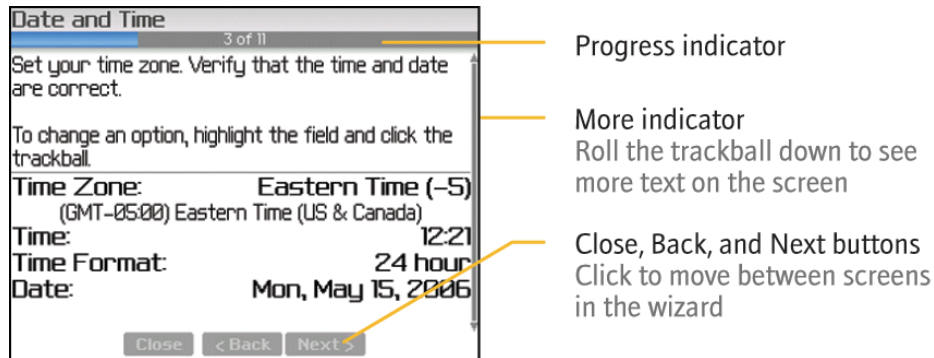 Date and Time
3 of 11
Set your time zone. Verify that the time and date
are correct.
To change an option, highlight the field and click the
trackball.
Time Zone: Eastern Time (-5)
(GMT-05:00) Eastern Time (US & Canada)
Time: 12:21
Time Format: 24 hour
Date: Mon, May 15, 2006
Close < Back Next >
Progress indicator
More indicator
Roll the trackball down to see
more text on the screen
Close, Back, and Next buttons
Click to move between screens
in the wizard